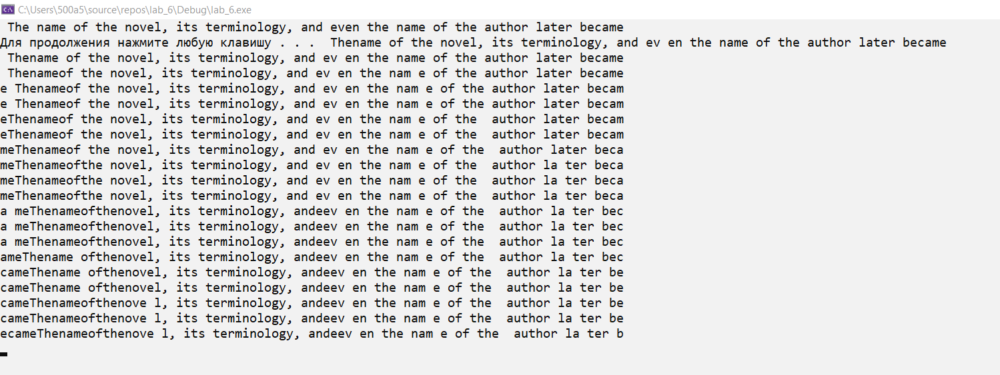 C:\Users\500a5\source\repos\lab_6\Debug\lab_6.exe
 The name of the novel, its terminology, and even the name of the author later became
Для продолжения нажмите любую клавишу . . .  Thename of the novel, its terminology, and ev en the name of the author later became
 Thename of the novel, its terminology, and ev en the name of the author later became
 Thenameof the novel, its terminology, and ev en the nam e of the author later became
e Thenameof the novel, its terminology, and ev en the nam e of the author later becam
e Thenameof the novel, its terminology, and ev en the nam e of the author later becam
eThenameof the novel, its terminology, and ev en the nam e of the  author later becam
eThenameof the novel, its terminology, and ev en the nam e of the  author later becam
meThenameof the novel, its terminology, and ev en the nam e of the  author later beca
meThenameofthe novel, its terminology, and ev en the nam e of the  author la ter beca
meThenameofthe novel, its terminology, and ev en the nam e of the  author la ter beca
meThenameofthe novel, its terminology, and ev en the nam e of the  author la ter beca
a meThenameofthenovel, its terminology, andeev en the nam e of the  author la ter bec
a meThenameofthenovel, its terminology, andeev en the nam e of the  author la ter bec
a meThenameofthenovel, its terminology, andeev en the nam e of the  author la ter bec
ameThename ofthenovel, its terminology, andeev en the nam e of the  author la ter bec
cameThename ofthenovel, its terminology, andeev en the nam e of the  author la ter be
cameThename ofthenovel, its terminology, andeev en the nam e of the  author la ter be
cameThenameofthenove l, its terminology, andeev en the nam e of the  author la ter be
cameThenameofthenove l, its terminology, andeev en the nam e of the  author la ter be
ecameThenameofthenove l, its terminology, andeev en the nam e of the  author la ter b